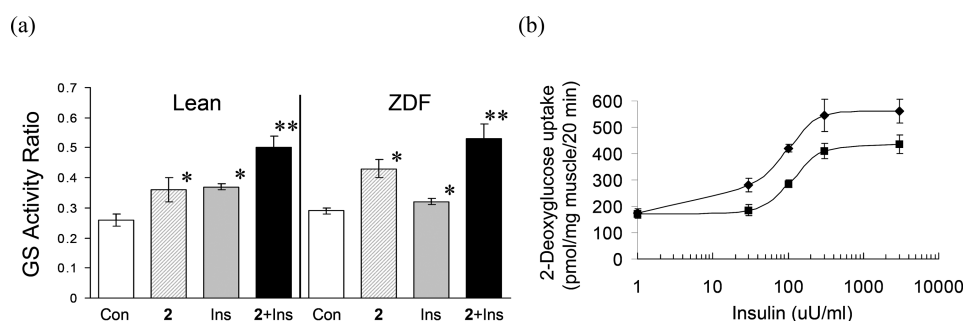 (a)
(b)
GS Activity Ratio
0.7
0.6
0.5
0.4
0.3
0.2
0.1
0
Lean
ZDF
*
*
**
*
*
**
Con
2
Ins
2+Ins
Con
2
Ins
2+Ins
2-Deoxyglucose uptake
(pmol/mg muscle/20 min)
600
500
400
300
200
100
0
1
10
100
1000
10000
Insulin (uU/ml)